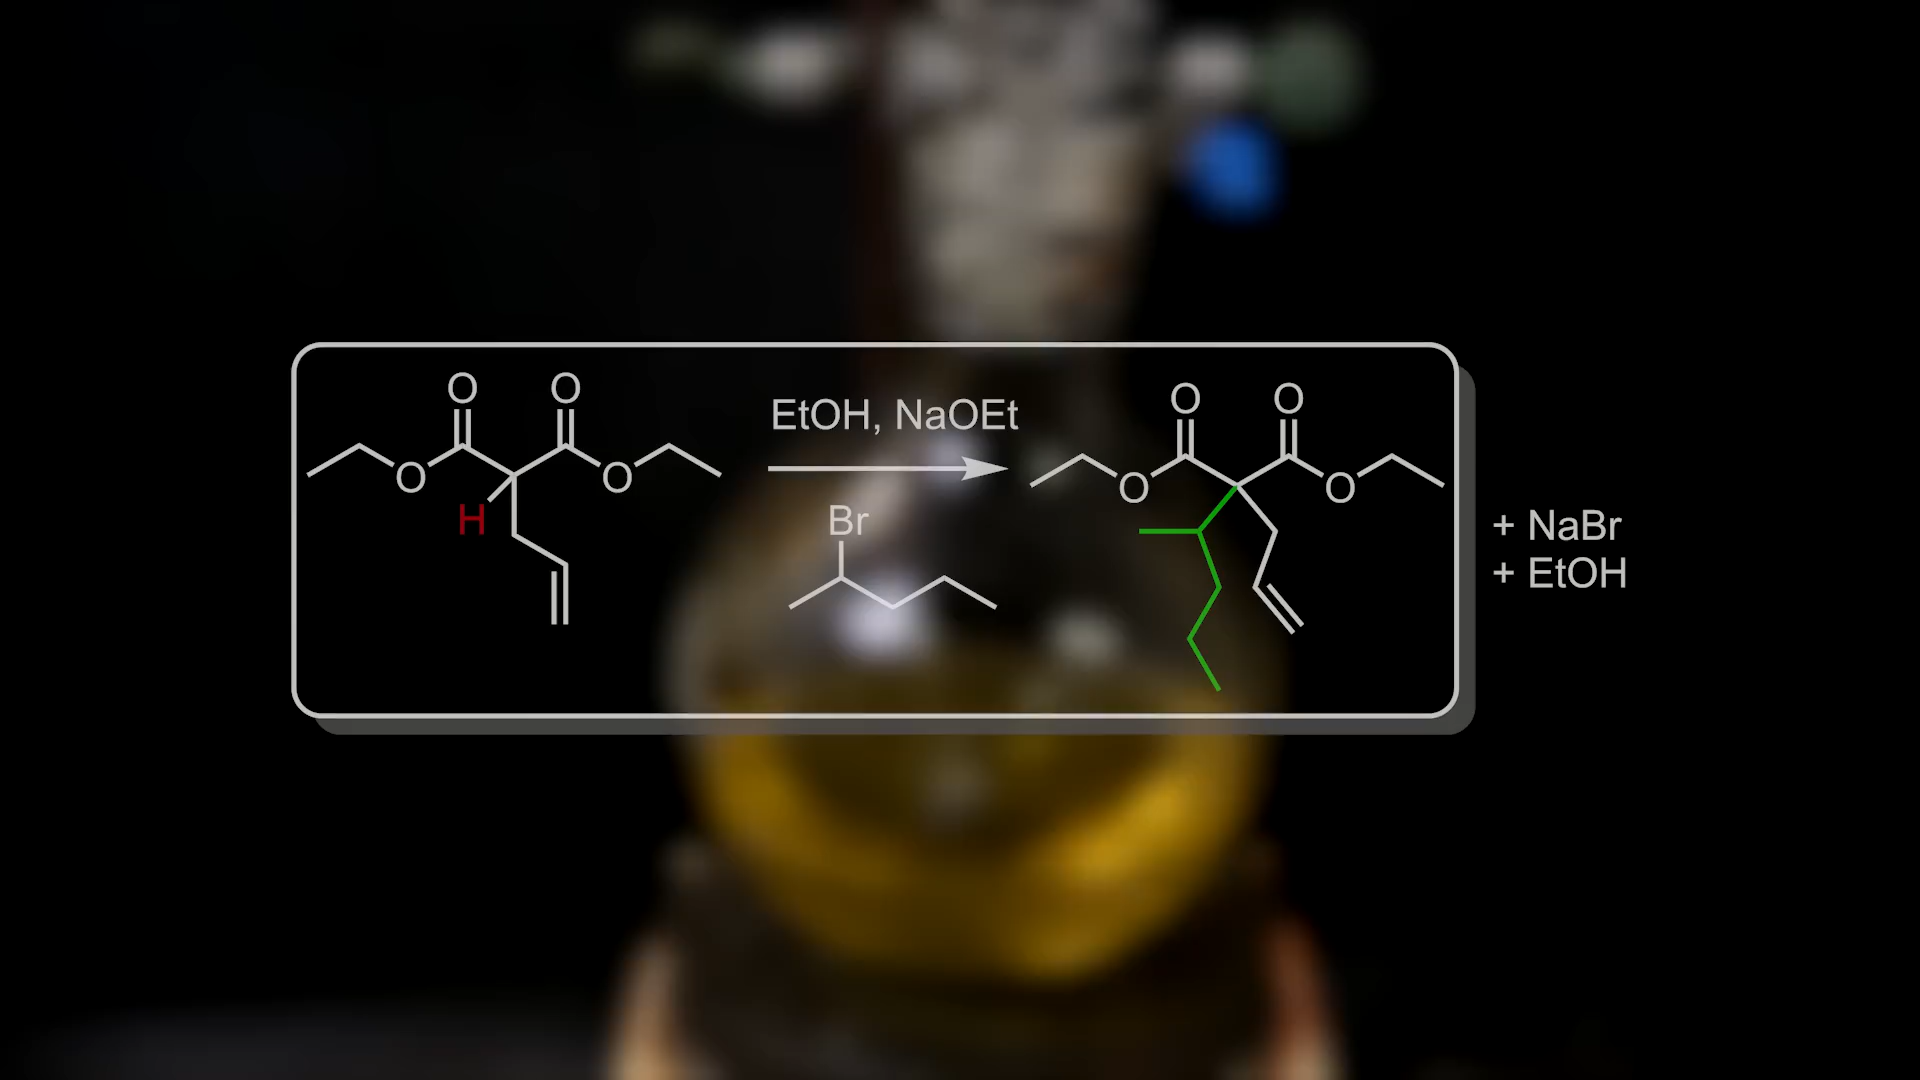 O O
O O
H
EtOH, NaOEt
Br
O O
O O
+ NaBr
+ EtOH